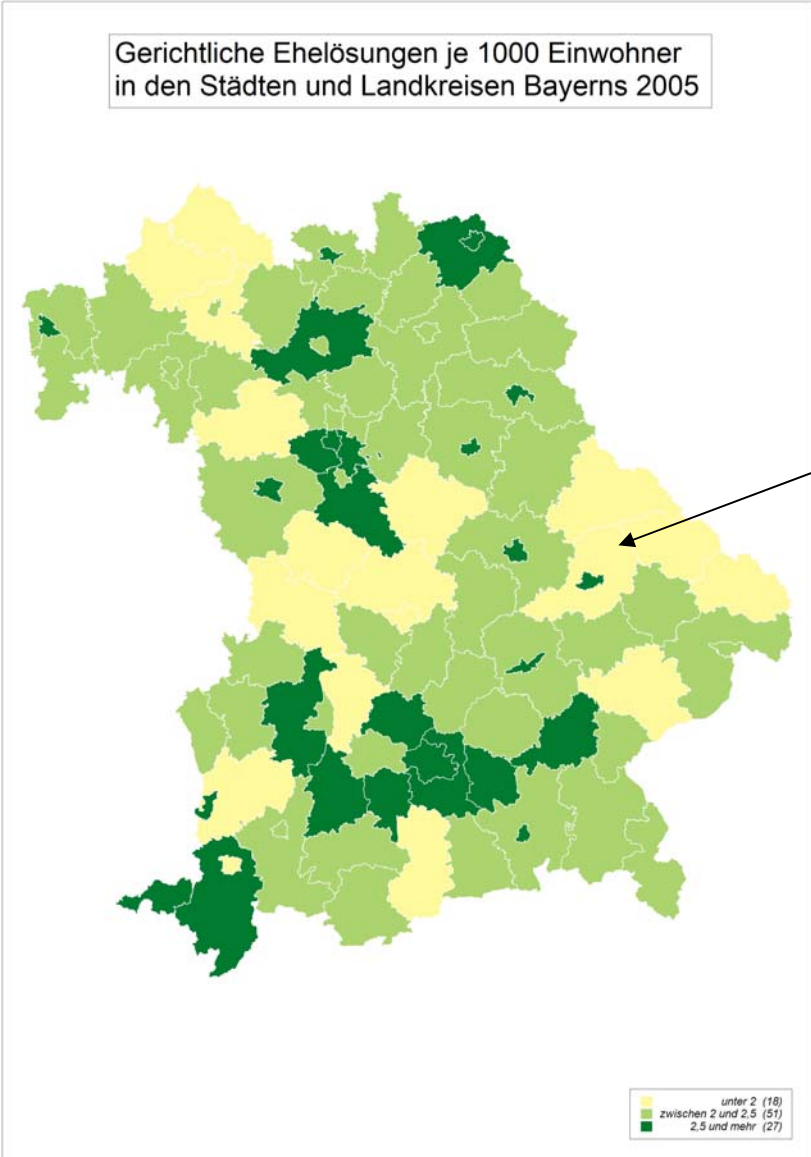 Gerichtliche Ehelösungen je 1000 Einwohner
in den Städten und Landkreisen Bayerns 2005
unter 2 (18)
zwischen 2 und 2,5 (51)
2,5 und mehr (27)